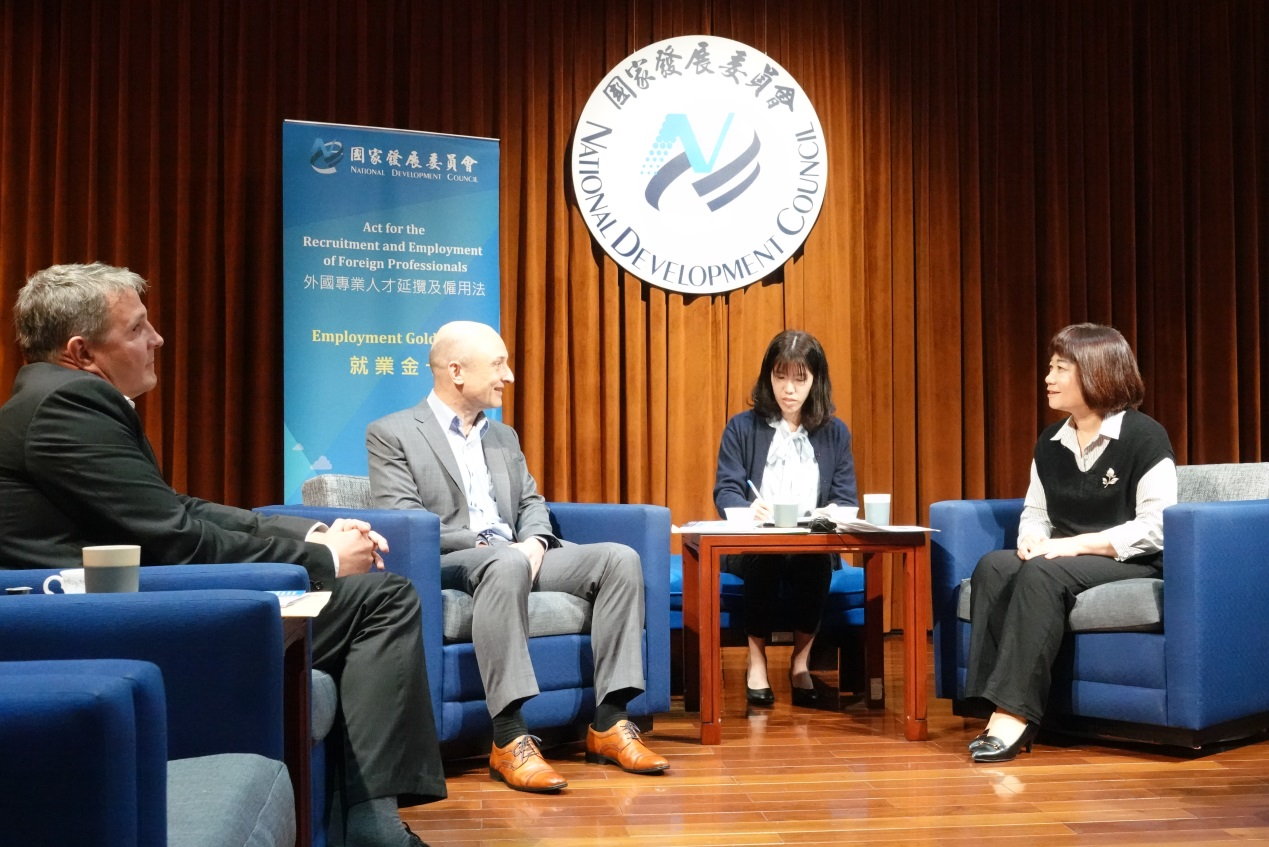 國家發展委員會
NATIONAL DEVELOPMENT COUNCIL
Act for the
Recruitment and Employment
of Foreign Professionals
外國專業人才延攬及僱用法
Employment Gold
就業金
國家發展委員會
NATIONAL DEVELOPMENT COUNCIL